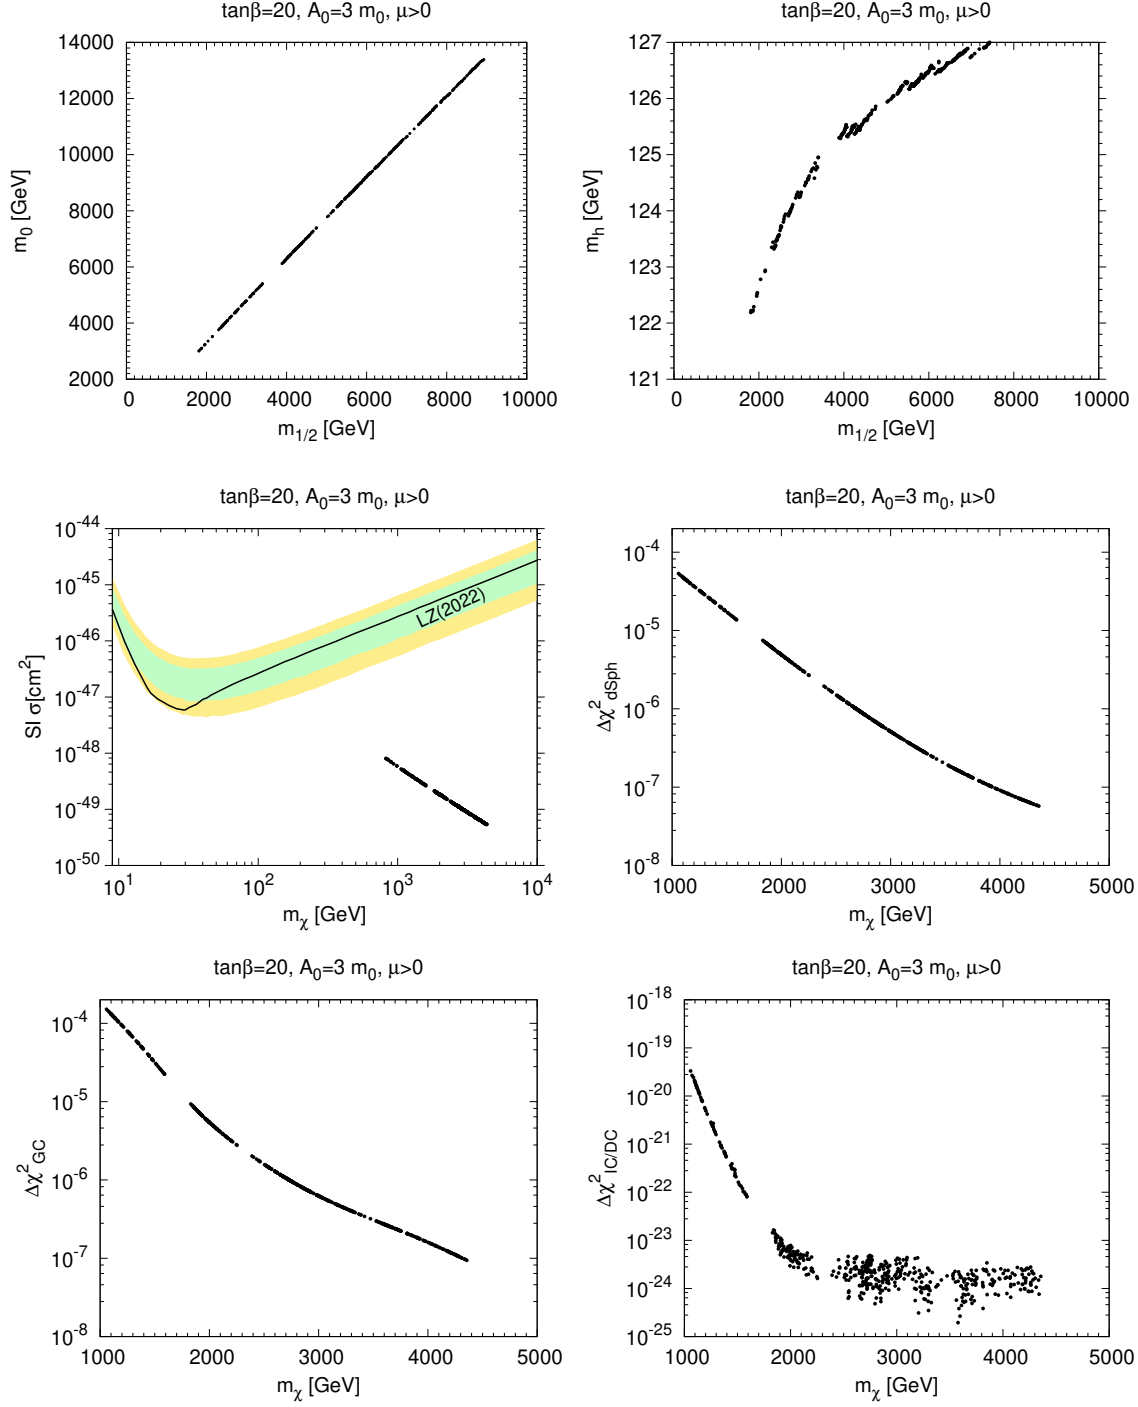 tanβ=20, A₀=3 m₀, μ>0
14000
12000
10000
8000
6000
4000
2000
m₀ [GeV]
0 2000 4000 6000 8000 10000
m₁/₂ [GeV]
tanβ=20, A₀=3 m₀, μ>0
127
126
125
124
123
122
121
mₕ [GeV]
0 2000 4000 6000 8000 10000
m₁/₂ [GeV]
tanβ=20, A₀=3 m₀, μ>0
10⁻⁴⁴
10⁻⁴⁵
10⁻⁴⁶
10⁻⁴⁷
10⁻⁴⁸
10⁻⁴⁹
10⁻⁵⁰
SI σ[cm²]
LZ(2022)
10¹ 10² 10³ 10⁴
mᵪ [GeV]
tanβ=20, A₀=3 m₀, μ>0
10⁻⁴
10⁻⁵
10⁻⁶
10⁻⁷
10⁻⁸
Δχ² dSph
1000 2000 3000 4000 5000
mᵪ [GeV]
tanβ=20, A₀=3 m₀, μ>0
10⁻⁴
10⁻⁵
10⁻⁶
10⁻⁷
10⁻⁸
Δχ² GC
1000 2000 3000 4000 5000
mᵪ [GeV]
tanβ=20, A₀=3 m₀, μ>0
10⁻¹⁸
10⁻¹⁹
10⁻²⁰
10⁻²¹
10⁻²²
10⁻²³
10⁻²⁴
10⁻²⁵
Δχ² IC/DC
1000 2000 3000 4000 5000
mᵪ [GeV]